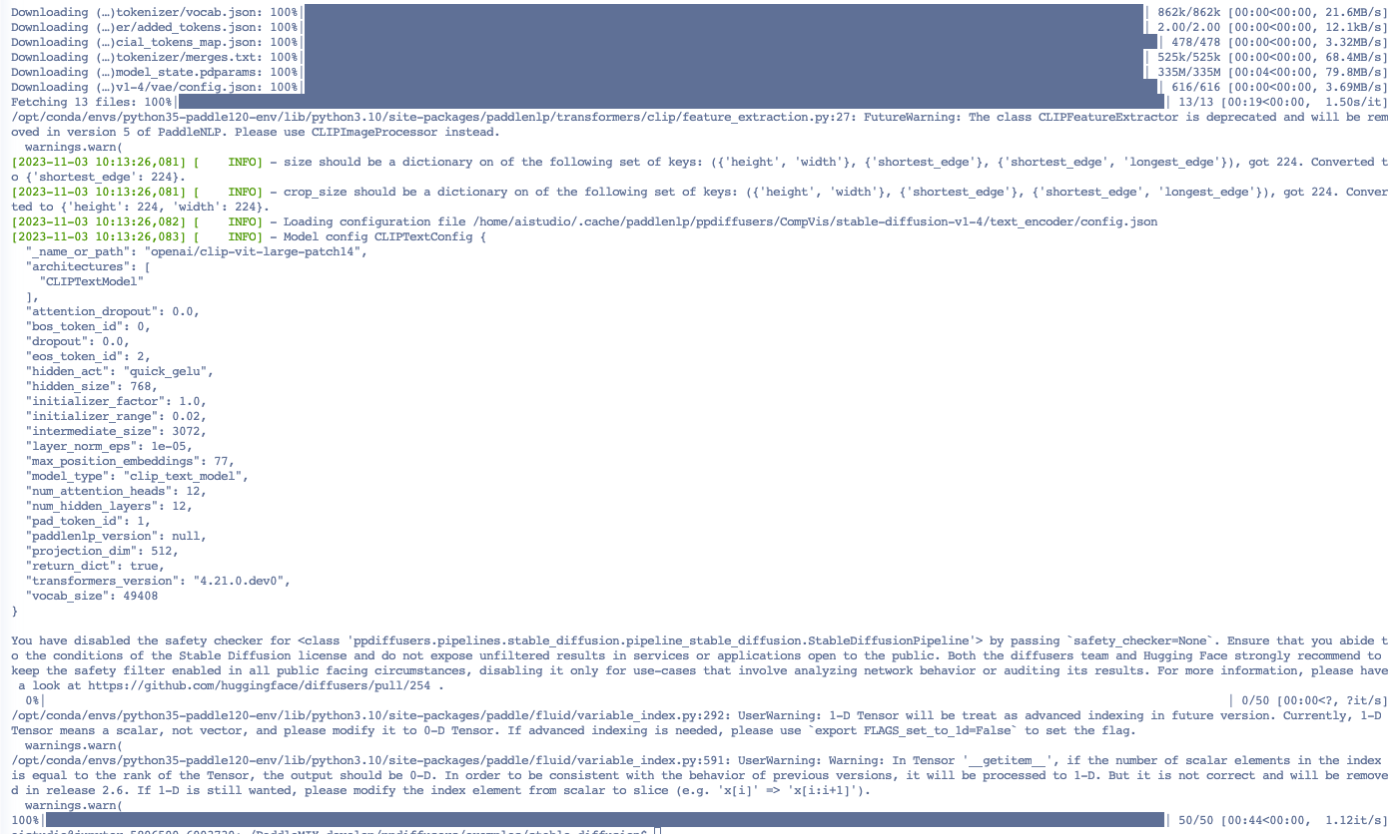 Downloading (…)tokenizer/vocab.json: 100%| | 862k/862k [00:00<00:00, 21.6MB/s]
Downloading (…)er/added_tokens.json: 100%| | 2.00/2.00 [00:00<00:00, 12.1kB/s]
Downloading (…)cial_tokens_map.json: 100%| | 478/478 [00:00<00:00, 3.32MB/s]
Downloading (…)tokenizer/merges.txt: 100%| | 525k/525k [00:00<00:00, 68.4MB/s]
Downloading (…)model_state.pdparams: 100%| | 335M/335M [00:04<00:00, 79.8MB/s]
Downloading (…)v1-4/vae/config.json: 100%| | 616/616 [00:00<00:00, 3.69MB/s]
Fetching 13 files: 100%| | 13/13 [00:19<00:00, 1.50s/it]
/opt/conda/envs/python35-paddle120-env/lib/python3.10/site-packages/paddlenlp/transformers/clip/feature_extraction.py:27: FutureWarning: The class CLIPFeatureExtractor is deprecated and will be rem
oved in version 5 of PaddleNLP. Please use CLIPImageProcessor instead.
  warnings.warn(
[2023-11-03 10:13:26,081] [    INFO] - size should be a dictionary on of the following set of keys: ({'height', 'width'}, {'shortest_edge'}, {'shortest_edge', 'longest_edge'}), got 224. Converted t
o {'shortest_edge': 224}.
[2023-11-03 10:13:26,081] [    INFO] - crop_size should be a dictionary on of the following set of keys: ({'height', 'width'}, {'shortest_edge'}, {'shortest_edge', 'longest_edge'}), got 224. Conver
ted to {'height': 224, 'width': 224}.
[2023-11-03 10:13:26,082] [    INFO] - Loading configuration file /home/aistudio/.cache/paddlenlp/ppdiffusers/CompVis/stable-diffusion-v1-4/text_encoder/config.json
[2023-11-03 10:13:26,083] [    INFO] - Model config CLIPTextConfig {
  "_name_or_path": "openai/clip-vit-large-patch14",
  "architectures": [
    "CLIPTextModel"
  ],
  "attention_dropout": 0.0,
  "bos_token_id": 0,
  "dropout": 0.0,
  "eos_token_id": 2,
  "hidden_act": "quick_gelu",
  "hidden_size": 768,
  "initializer_factor": 1.0,
  "initializer_range": 0.02,
  "intermediate_size": 3072,
  "layer_norm_eps": 1e-05,
  "max_position_embeddings": 77,
  "model_type": "clip_text_model",
  "num_attention_heads": 12,
  "num_hidden_layers": 12,
  "pad_token_id": 1,
  "paddlenlp_version": null,
  "projection_dim": 512,
  "return_dict": true,
  "transformers_version": "4.21.0.dev0",
  "vocab_size": 49408
}
You have disabled the safety checker for <class 'ppdiffusers.pipelines.stable_diffusion.pipeline_stable_diffusion.StableDiffusionPipeline'> by passing `safety_checker=None`. Ensure that you abide t
o the conditions of the Stable Diffusion license and do not expose unfiltered results in services or applications open to the public. Both the diffusers team and Hugging Face strongly recommend to
keep the safety filter enabled in all public facing circumstances, disabling it only for use-cases that involve analyzing network behavior or auditing its results. For more information, please have
 a look at https://github.com/huggingface/diffusers/pull/254 .
  0%| | 0/50 [00:00<?, ?it/s]
/opt/conda/envs/python35-paddle120-env/lib/python3.10/site-packages/paddle/fluid/variable_index.py:292: UserWarning: 1-D Tensor will be treat as advanced indexing in future version. Currently, 1-D
Tensor means a scalar, not vector, and please modify it to 0-D Tensor. If advanced indexing is needed, please use `export FLAGS_set_to_1d=False` to set the flag.
  warnings.warn(
/opt/conda/envs/python35-paddle120-env/lib/python3.10/site-packages/paddle/fluid/variable_index.py:591: UserWarning: Warning: In Tensor '__getitem__', if the number of scalar elements in the index
is equal to the rank of the Tensor, the output should be 0-D. In order to be consistent with the behavior of previous versions, it will be processed to 1-D. But it is not correct and will be remove
d in release 2.6. If 1-D is still wanted, please modify the index element from scalar to slice (e.g. 'x[i]' => 'x[i:i+1]').
  warnings.warn(
100%| | 50/50 [00:44<00:00, 1.12it/s]